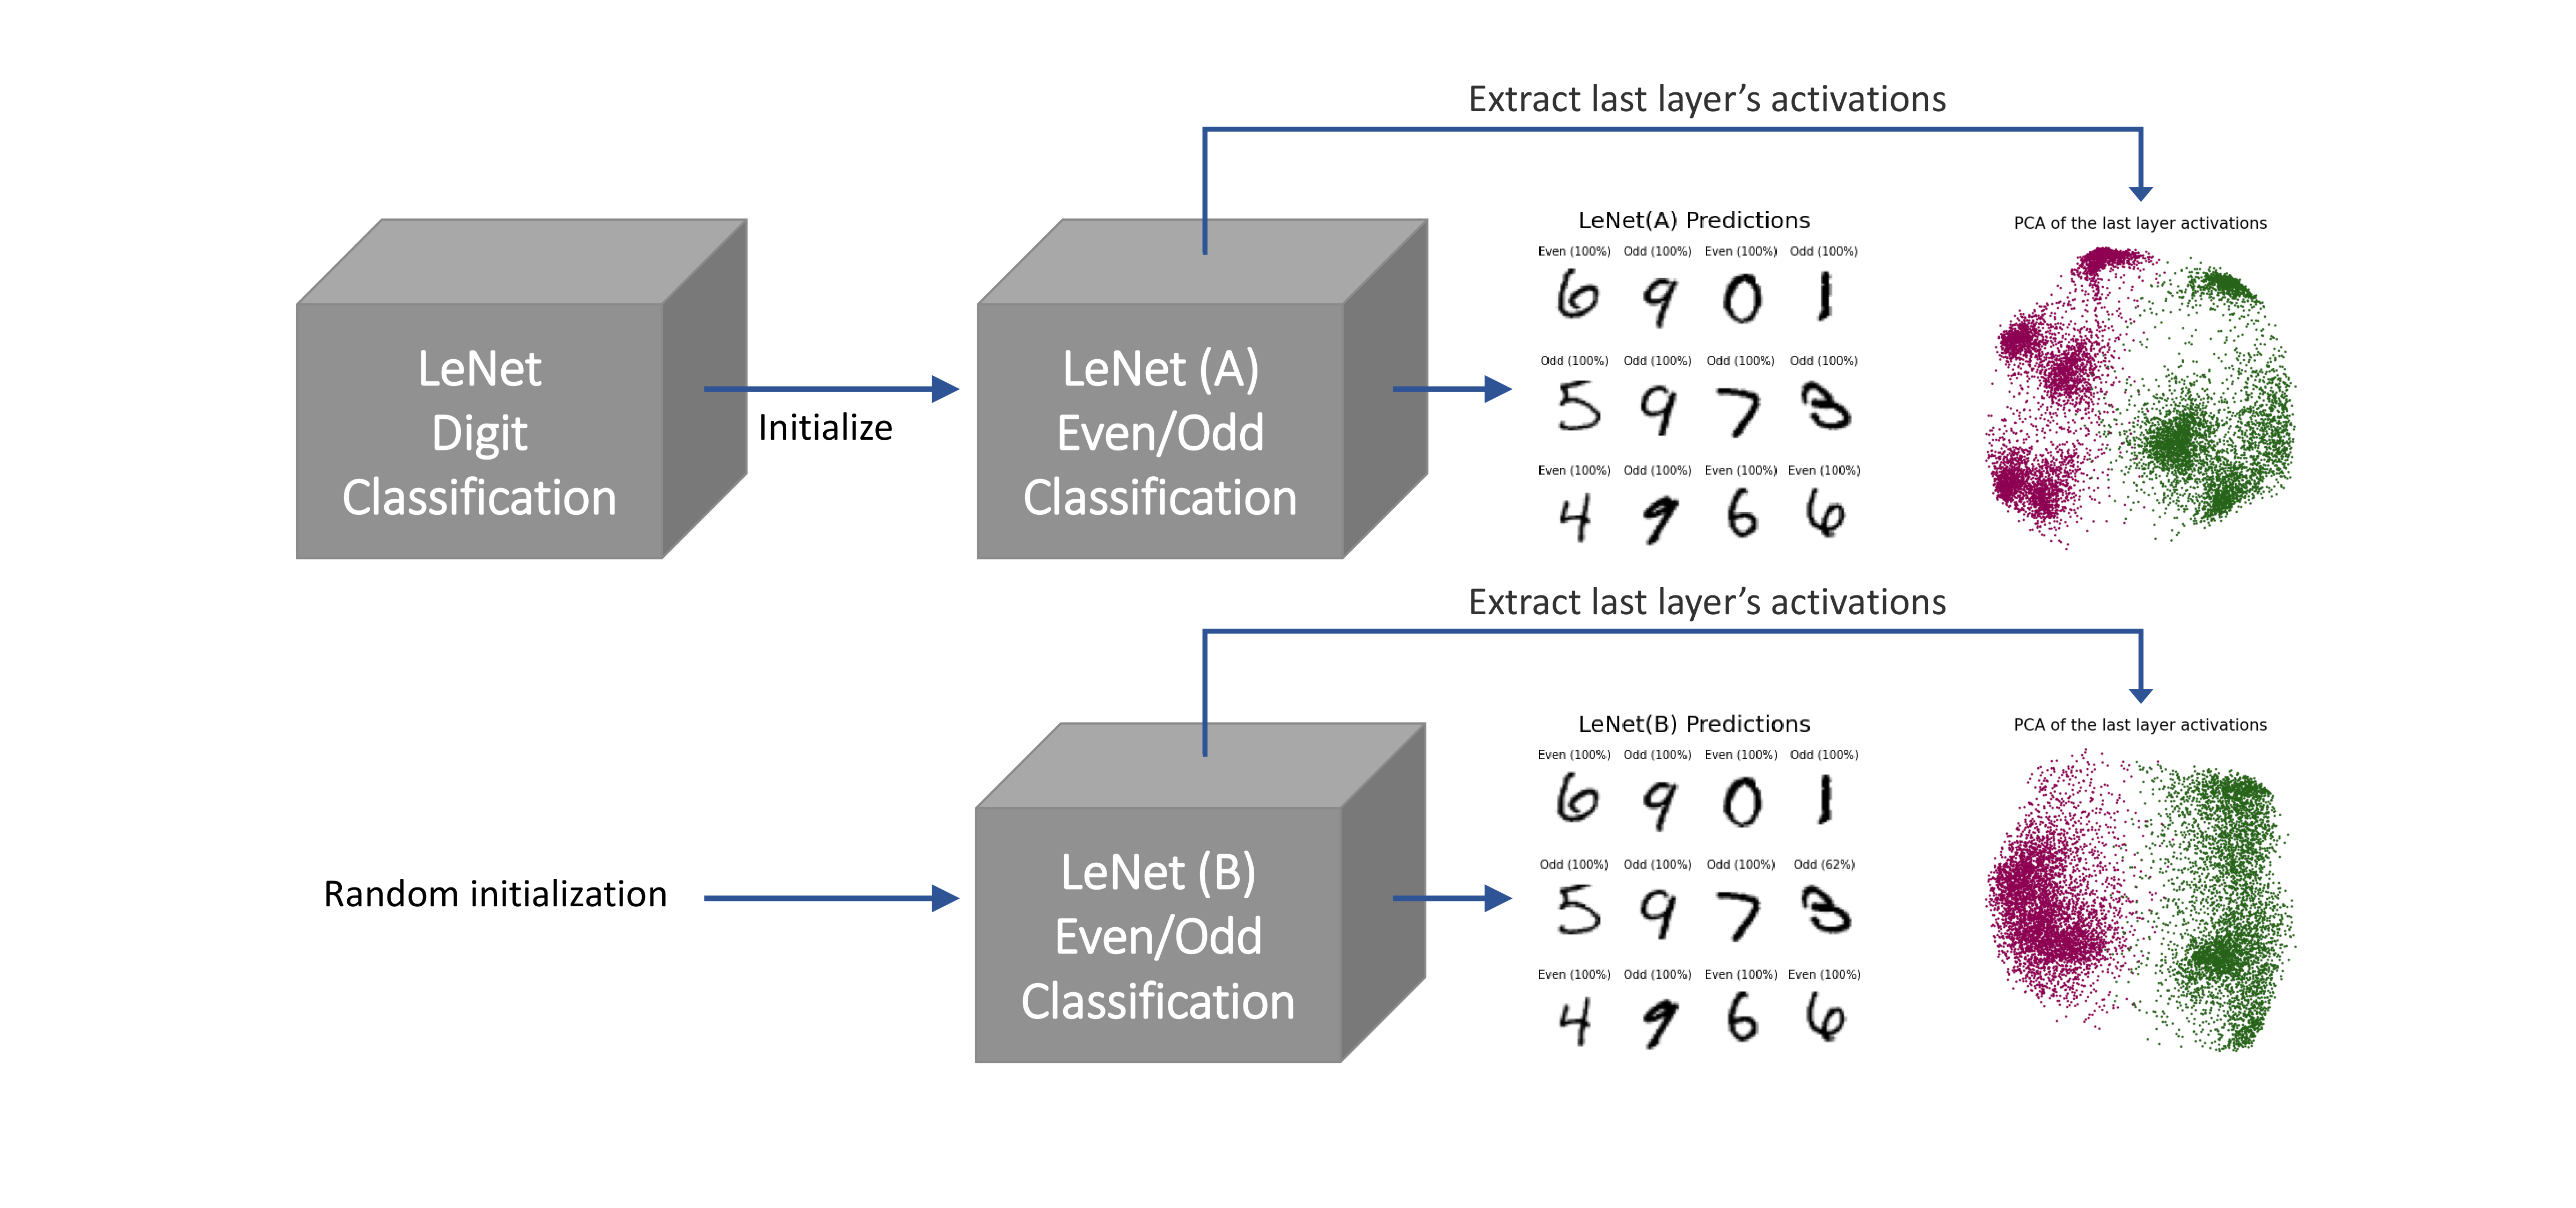 Extract last layer's activations
LeNet
Digit
Classification
Initialize
LeNet (A)
Even/Odd
Classification
LeNet(A) Predictions
Even (100%) Odd (100%) Even (100%) Odd (100%)
6 9 0 1
Odd (100%) Odd (100%) Odd (100%) Odd (100%)
5 9 7 3
Even (100%) Odd (100%) Even (100%) Even (100%)
4 9 6 6
PCA of the last layer activations
Extract last layer's activations
Random initialization
LeNet (B)
Even/Odd
Classification
LeNet(B) Predictions
Even (100%) Odd (100%) Even (100%) Odd (100%)
6 9 0 1
Odd (100%) Odd (100%) Odd (100%) Odd (62%)
5 9 7 3
Even (100%) Odd (100%) Even (100%) Even (100%)
4 9 6 6
PCA of the last layer activations